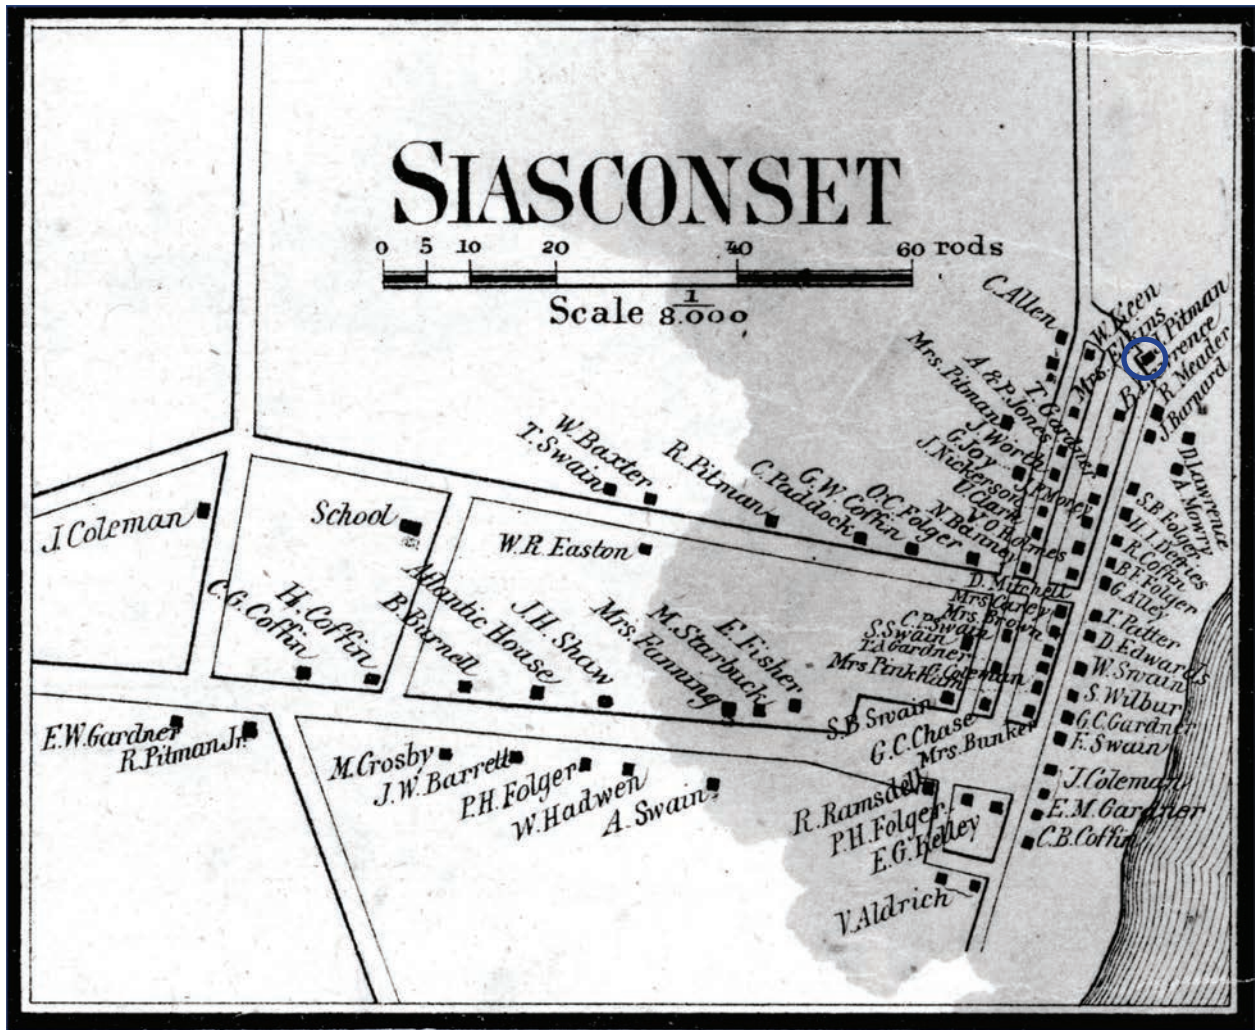 SIASCONSET
0 5 10 20 40 60 rods
Scale 1/8.000
C. Allen
W. Keen
Mrs. E.
Pitman
R. Meader
J. Barnard
Mrs. Pitman
A & P. Jones
T. Gardner
J. Worth
G. Joy
J. Nickerson
U. Clark
J. P. Morey
V. O. Holmes
N. Bonney
O. C. Folger
G. W. Coffin
C. Paddock
R. Pitman
W. Baxter
T. Swain
W. R. Easton
D. Lawrence
A. Mowry
S. B. Folger
H. I. Defries
R. Coffin
B. F. Folger
G. Alley
T. Patter
D. Edwards
W. Swain
S. Wilbur
G. C. Gardner
F. Swain
J. Coleman
E. M. Gardner
C. B. Coffin
D. Mitchell
Mrs Carey
Mrs. Brown
C. P. Swain
S. Swain
Gardner
G. Coleman
Mrs Pinkham
S. B. Swain
G. C. Chase
Mrs. Bunker
R. Ramsdell
P. H. Folger
E. G. Kelley
V. Aldrich
J. Coleman
School
C. G. Coffin
H. Coffin
B. Burnell
Atlantic House
J. H. Shaw
Mrs. Fanning
M. Starbuck
E. Fisher
E. W. Gardner
R. Pitman Jr.
M. Crosby
J. W. Barrett
P. H. Folger
W. Hadwen
A. Swain